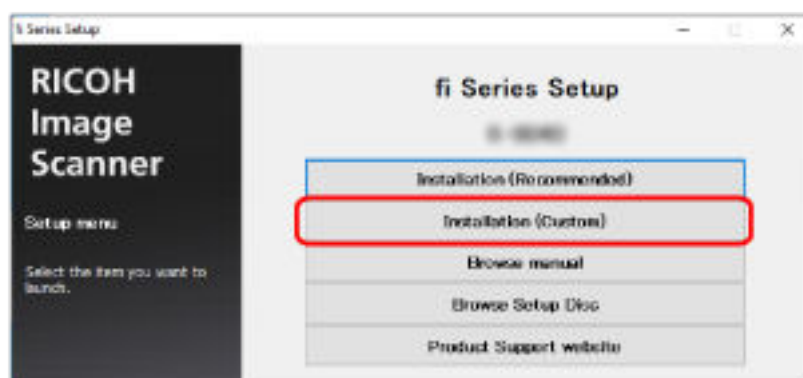 fi Series Setup
RICOH
Image
Scanner
Setup menu
Select the item you want to
launch.
fi Series Setup
Installation (Recommended)
Installation (Custom)
Browse manual
Browse Setup Disc
Product Support website